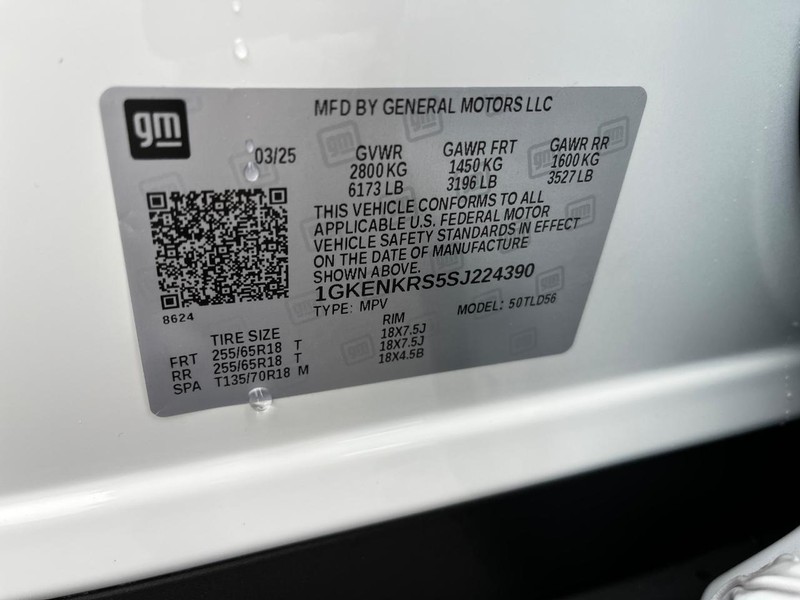 gm
MFD BY GENERAL MOTORS LLC
03/25
GVWR GAWR FRT GAWR RR
2800 KG 1450 KG 1600 KG
6173 LB 3196 LB 3527 LB
THIS VEHICLE CONFORMS TO ALL
APPLICABLE U.S. FEDERAL MOTOR
VEHICLE SAFETY STANDARDS IN EFFECT
ON THE DATE OF MANUFACTURE
SHOWN ABOVE.
1GKENKRS5SJ224390
TYPE: MPV MODEL: 50TLD56
8624
TIRE SIZE RIM
FRT 255/65R18 T 18X7.5J
RR 255/65R18 T 18X7.5J
SPA T135/70R18 M 18X4.5B